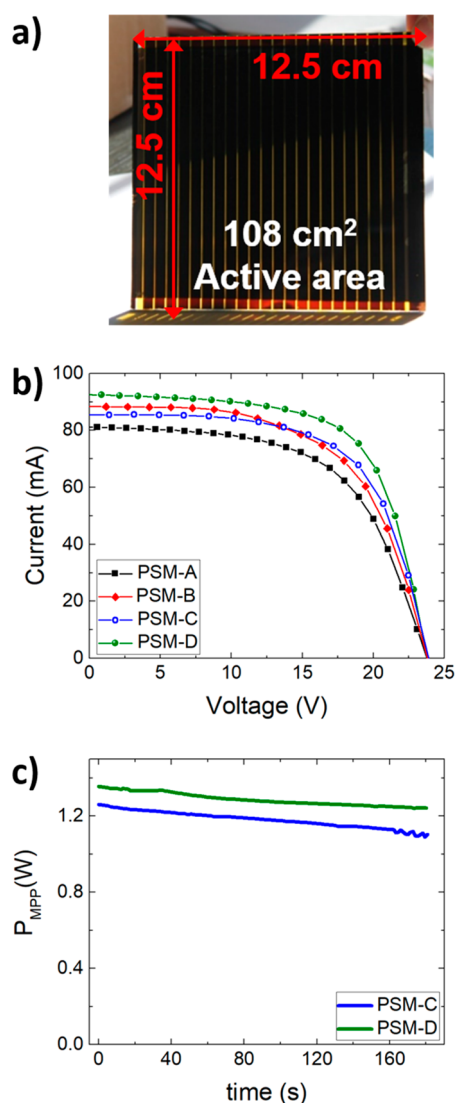 a)
12.5 cm
12.5 cm
108 cm²
Active area
b)
100
80
60
40
20
0
Current (mA)
PSM-A
PSM-B
PSM-C
PSM-D
0 5 10 15 20 25
Voltage (V)
c)
1.2
0.8
0.4
0.0
P_MPP(W)
PSM-C
PSM-D
0 40 80 120 160
time (s)